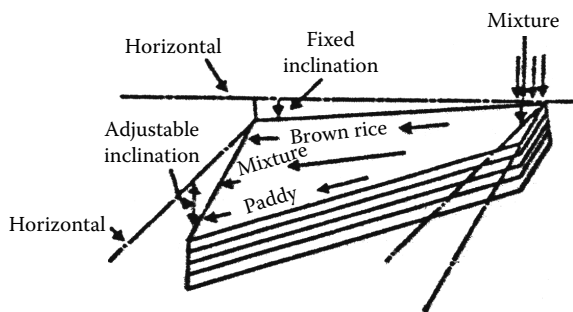 Mixture
Horizontal
Fixed
inclination
Adjustable
inclination
Brown rice
Mixture
Paddy
Horizontal